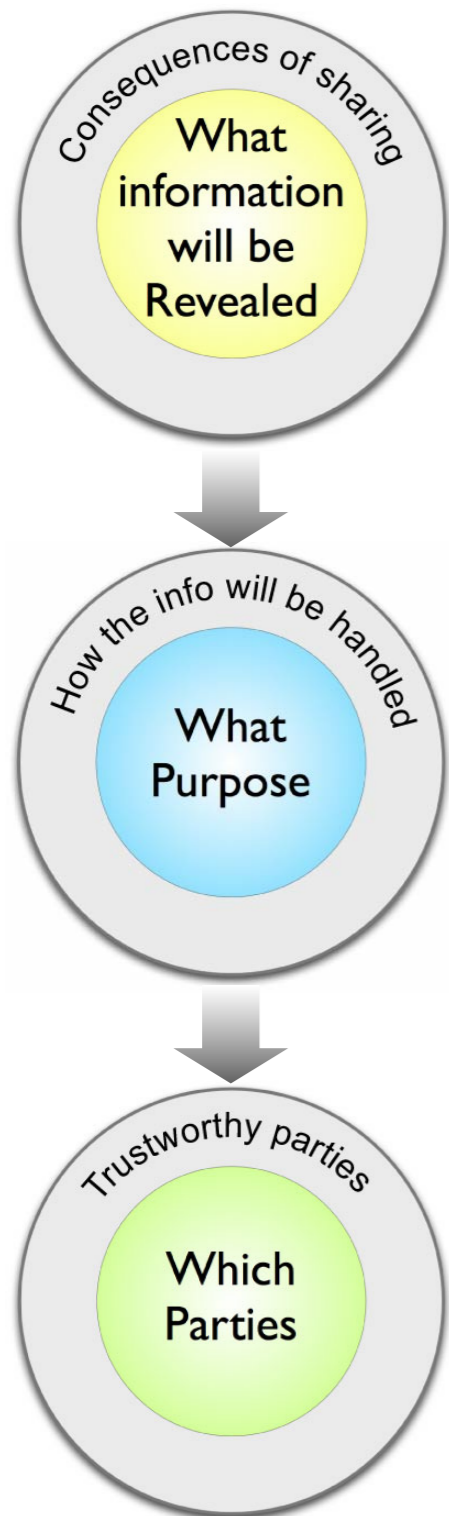 Consequences of sharing
What
information
will be
Revealed
How the info will be handled
What
Purpose
Trustworthy parties
Which
Parties